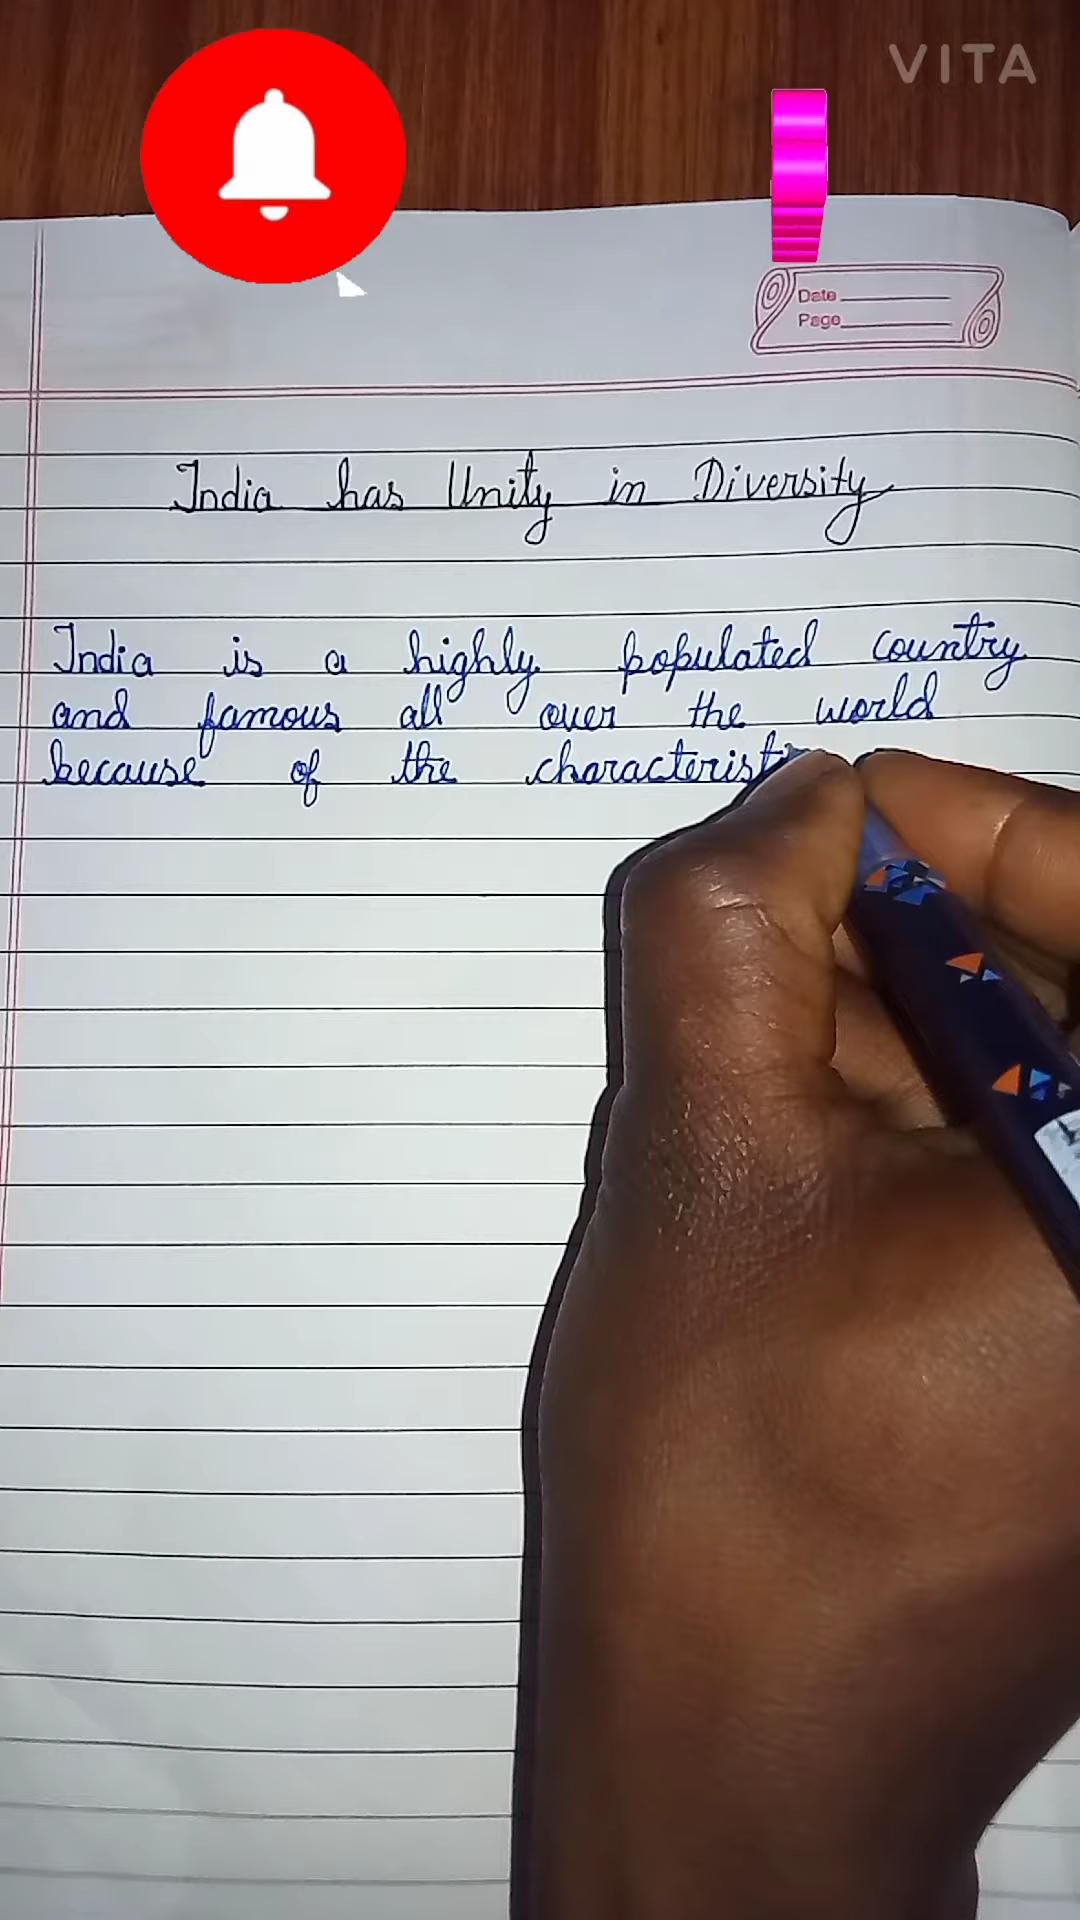 VITA
Date
Page
India has Unity in Diversity
India is a highly populated country
and famous all over the world
because of the